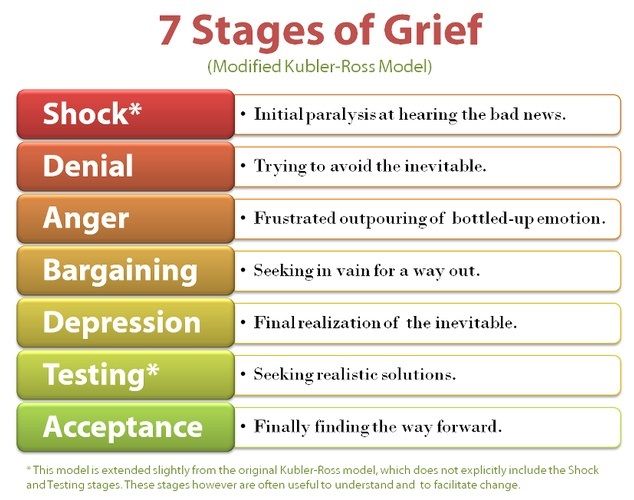 7 Stages of Grief
(Modified Kubler-Ross Model)
Shock*
• Initial paralysis at hearing the bad news.
Denial
• Trying to avoid the inevitable.
Anger
• Frustrated outpouring of bottled-up emotion.
Bargaining
• Seeking in vain for a way out.
Depression
• Final realization of the inevitable.
Testing*
• Seeking realistic solutions.
Acceptance
• Finally finding the way forward.
* This model is extended slightly from the original Kubler-Ross model, which does not explicitly include the Shock
and Testing stages. These stages however are often useful to understand and to facilitate change.